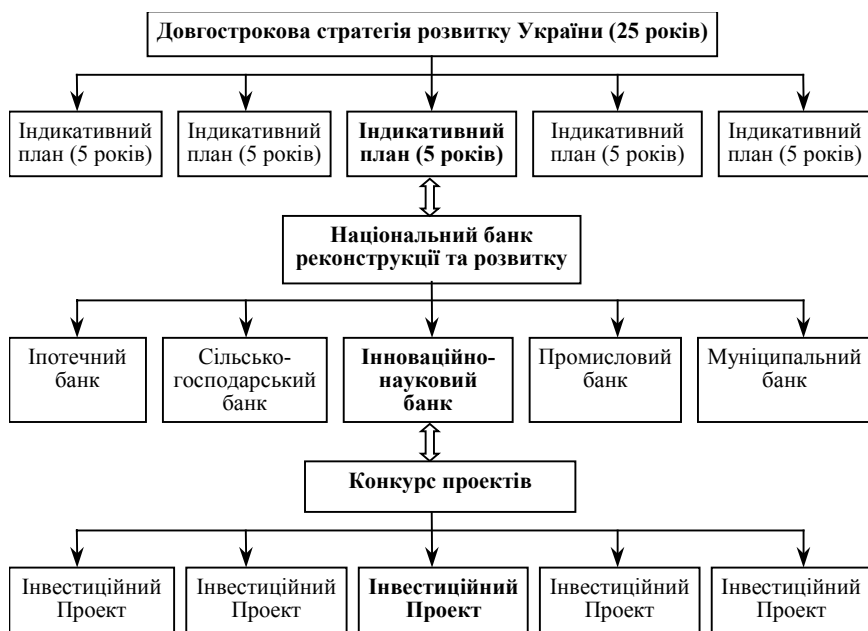 Довгострокова стратегія розвитку України (25 років)
Індикативний
план (5 років)
Індикативний
план (5 років)
Індикативний
план (5 років)
Індикативний
план (5 років)
Індикативний
план (5 років)
Національний банк
реконструкції та розвитку
Іпотечний
банк
Сільсько-
господарський
банк
Інноваційно-
науковий
банк
Промисловий
банк
Муніципальний
банк
Конкурс проектів
Інвестиційний
Проект
Інвестиційний
Проект
Інвестиційний
Проект
Інвестиційний
Проект
Інвестиційний
Проект